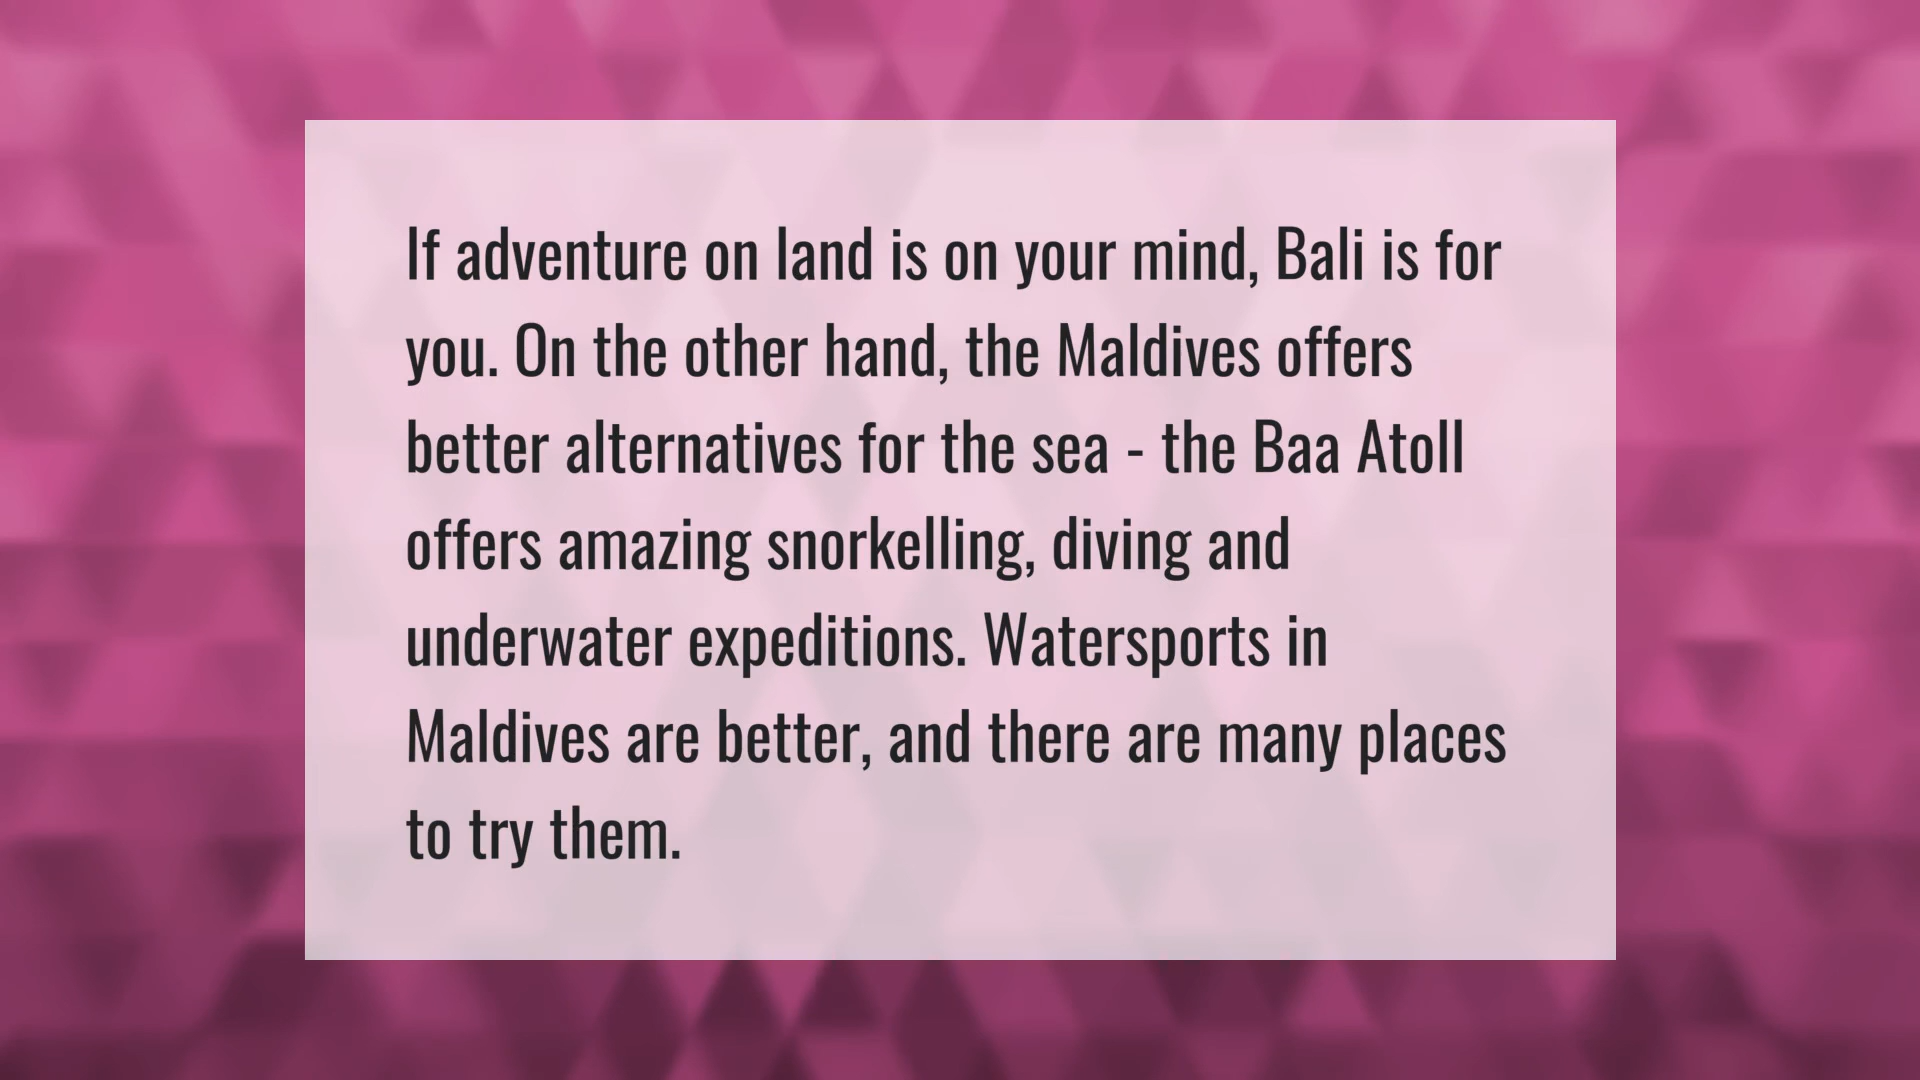 If adventure on land is on your mind, Bali is for
you. On the other hand, the Maldives offers
better alternatives for the sea - the Baa Atoll
offers amazing snorkelling, diving and
underwater expeditions. Watersports in
Maldives are better, and there are many places
to try them.